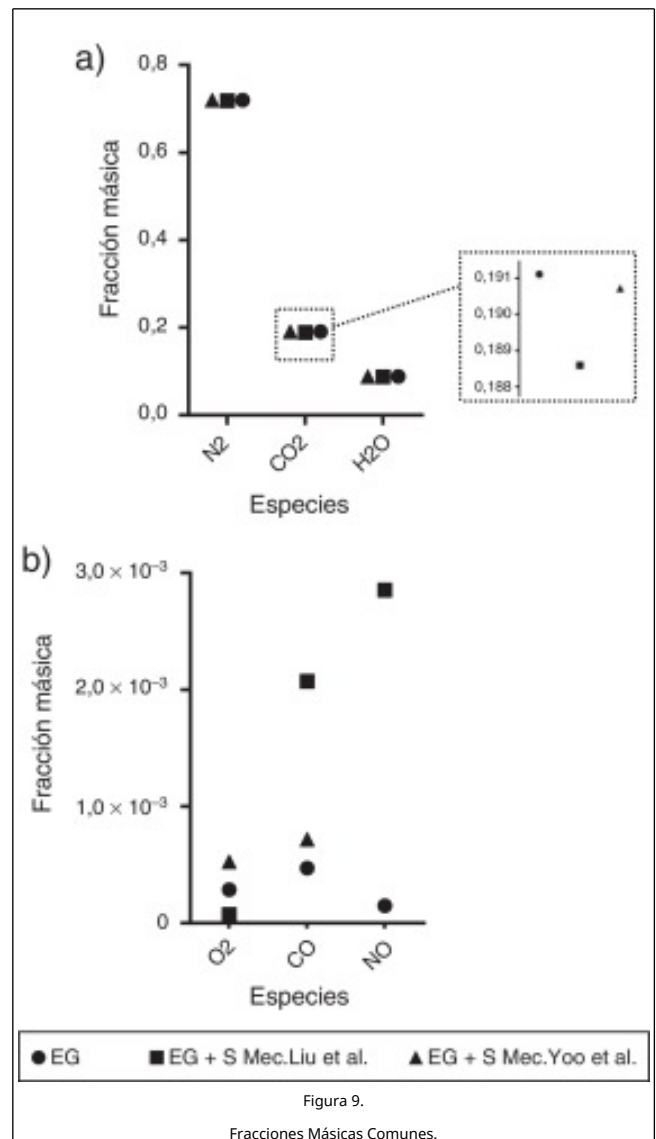 a)
0,8
0,6
0,4
0,2
0,0
Fracción másica
N2
CO2
H2O
Especies
0,191
0,190
0,189
0,188
b)
3,0 × 10⁻³
2,0 × 10⁻³
1,0 × 10⁻³
0
Fracción másica
O2
CO
NO
Especies
EG EG + S Mec.Liu et al. EG + S Mec.Yoo et al.
Figura 9.
Fracciones Másicas Comunes.